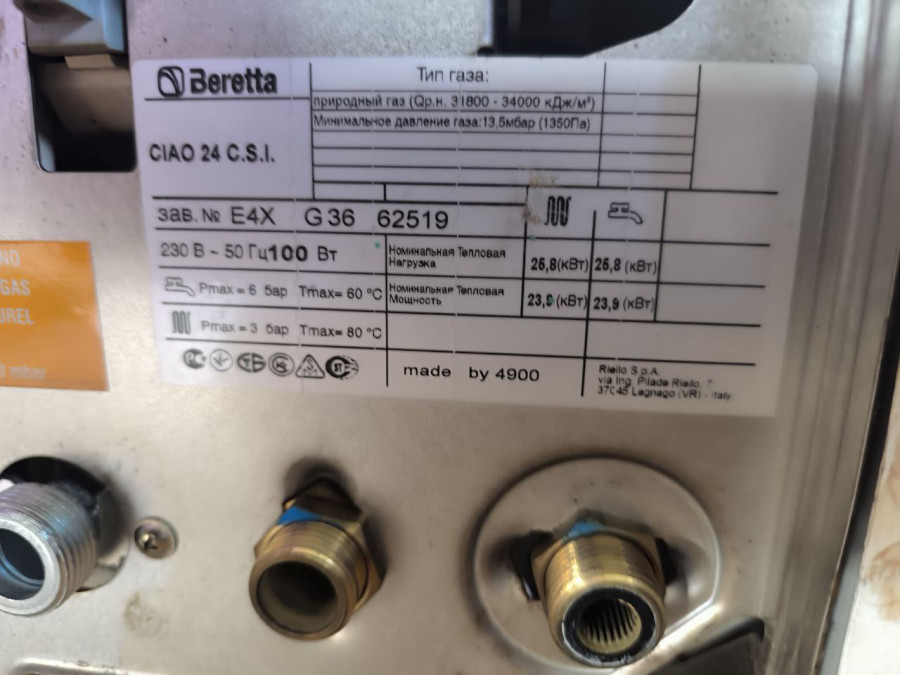 Beretta
Тип газа:
природный газ (Qр.н. 31800 - 34000 кДж/м³)
Минимальное давление газа:13,5мбар (1350Па)
CIAO 24 C.S.I.
зав. № E4X G 36 62519
230 В ~ 50 Гц 100 Вт
Номинальная Тепловая Нагрузка
25,8(кВт) 25,8 (кВт)
Pmax = 6 бар Tmax= 60 °C
Номинальная Тепловая Мощность
23,9 (кВт) 23,9 (кВт)
Pmax = 3 бар Tmax= 80 °C
made by 4900
Riello S.p.A.
via Ing. Pilade Riello, 7
37045 Legnago (VR) - Italy
GAS
mbar